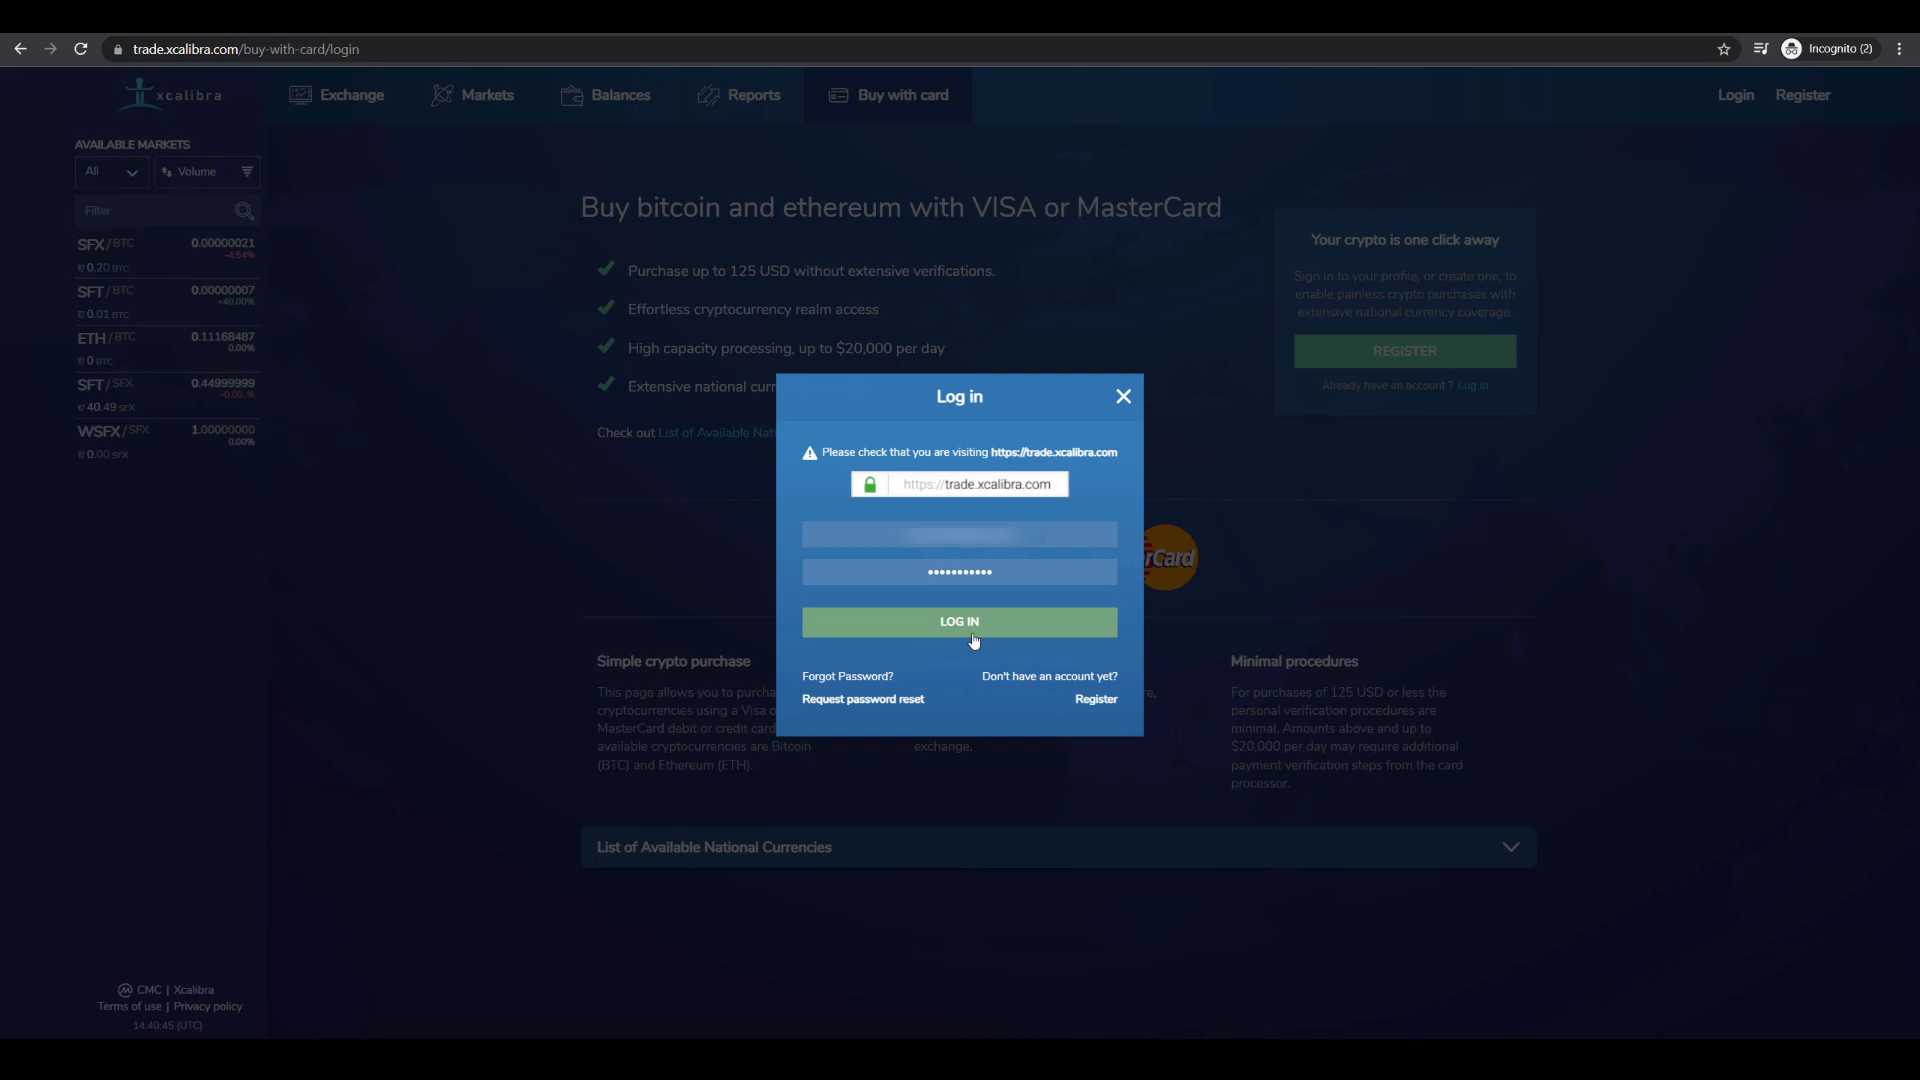 trade.xcalibra.com/buy-with-card/login
Incognito (2)
xcalibra
Exchange
Markets
Balances
Reports
Buy with card
Login
Register
AVAILABLE MARKETS
All
Volume
Filter
SFX/BTC 0.00000021
-4.54%
0.20 BTC
SFT/BTC 0.00000007
+40.00%
0.01 BTC
ETH/BTC 0.11168487
0.00%
0 BTC
SFT/SFX 0.44999999
-0.00..%
40.49 SFX
WSFX/SFX 1.00000000
0.00%
0.00 SFX
CMC | Xcalibra
Terms of use | Privacy policy
14:40:45 (UTC)
Buy bitcoin and ethereum with VISA or MasterCard
Purchase up to 125 USD without extensive verifications.
Effortless cryptocurrency realm access
High capacity processing, up to $20,000 per day
Extensive national curr
Check out List of Available Nati
Your crypto is one click away
Sign in to your profile, or create one, to
enable painless crypto purchases with
extensive national currency coverage.
REGISTER
Already have an account ? Log in
Log in
Please check that you are visiting https://trade.xcalibra.com
https://trade.xcalibra.com
LOG IN
Forgot Password?
Request password reset
Don't have an account yet?
Register
rCard
Simple crypto purchase
This page allows you to purcha
cryptocurrencies using a Visa o
MasterCard debit or credit card
available cryptocurrencies are Bitcoin
(BTC) and Ethereum (ETH).
re,
exchange.
Minimal procedures
For purchases of 125 USD or less the
personal verification procedures are
minimal. Amounts above and up to
$20,000 per day may require additional
payment verification steps from the card
processor.
List of Available National Currencies